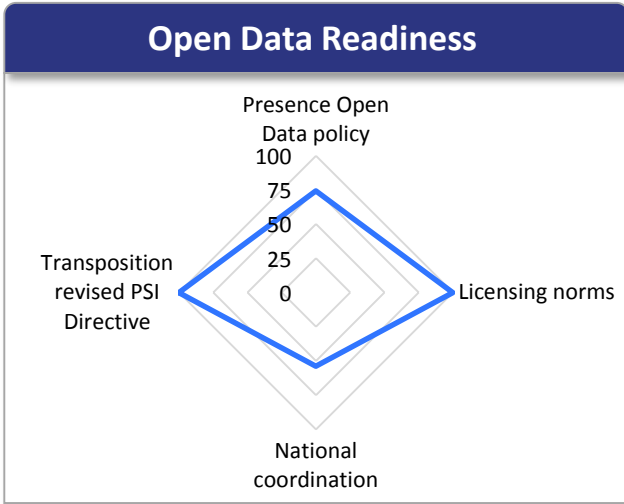 Open Data Readiness
Presence Open
Data policy
100
75
50
25
0
Transposition
revised PSI
Directive
Licensing norms
National
coordination